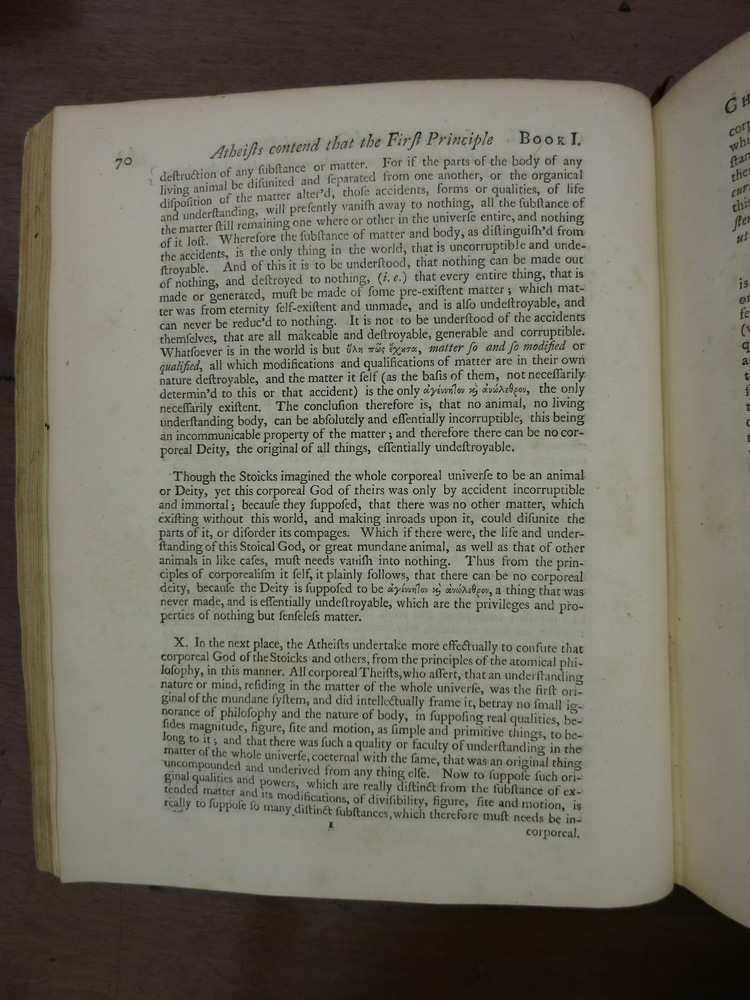 70 Atheiſts contend that the Firſt Principle BOOK I.
deſtruction of any ſubſtance or matter. For if the parts of the body of any
living animal be diſunited and ſeparated from one another, or the organical
diſpoſition of the matter alter'd, thoſe accidents, forms or qualities, of life
and underſtanding, will preſently vaniſh away to nothing, all the ſubſtance of
the matter ſtill remaining one where or other in the univerſe entire, and nothing
of it loſt. Wherefore the ſubſtance of matter and body, as diſtinguiſh'd from
the accidents, is the only thing in the world, that is uncorruptible and unde-
ſtroyable. And of this it is to be underſtood, that nothing can be made out
of nothing, and deſtroyed to nothing, (i. e.) that every entire thing, that is
made or generated, muſt be made of ſome pre-exiſtent matter; which mat-
ter was from eternity ſelf-exiſtent and unmade, and is alſo undeſtroyable, and
can never be reduc'd to nothing. It is not to be underſtood of the accidents
themſelves, that are all makeable and deſtroyable, generable and corruptible.
Whatſoever is in the world is but ὕλη πὼς ἔχουσα, matter ſo and ſo modified or
qualified, all which modifications and qualifications of matter are in their own
nature deſtroyable, and the matter it ſelf (as the baſis of them, not neceſſarily
determin'd to this or that accident) is the only ἀγέννητον ϗ ἀνώλεθρον, the only
neceſſarily exiſtent. The concluſion therefore is, that no animal, no living
underſtanding body, can be abſolutely and eſſentially incorruptible, this being
an incommunicable property of the matter; and therefore there can be no cor-
poreal Deity, the original of all things, eſſentially undeſtroyable.
Though the Stoicks imagined the whole corporeal univerſe to be an animal
or Deity, yet this corporeal God of theirs was only by accident incorruptible
and immortal; becauſe they ſuppoſed, that there was no other matter, which
exiſting without this world, and making inroads upon it, could diſunite the
parts of it, or diſorder its compages. Which if there were, the life and under-
ſtanding of this Stoical God, or great mundane animal, as well as that of other
animals in like caſes, muſt needs vaniſh into nothing. Thus from the prin-
ciples of corporealiſm it ſelf, it plainly follows, that there can be no corporeal
deity, becauſe the Deity is ſuppoſed to be ἀγέννητον ϗ ἀνώλεθρον, a thing that was
never made, and is eſſentially undeſtroyable, which are the privileges and pro-
perties of nothing but ſenſeleſs matter.
X. In the next place, the Atheiſts undertake more effectually to confute that
corporeal God of the Stoicks and others, from the principles of the atomical phi-
loſophy, in this manner. All corporeal Theiſts, who aſſert, that an underſtanding
nature or mind, reſiding in the matter of the whole univerſe, was the firſt ori-
ginal of the mundane ſyſtem, and did intellectually frame it, betray no ſmall ig-
norance of philoſophy and the nature of body, in ſuppoſing real qualities, be-
ſides magnitude, figure, ſite and motion, as ſimple and primitive things, to be-
long to it; and that there was ſuch a quality or faculty of underſtanding in the
matter of the whole univerſe, coeternal with the ſame, that was an original thing
uncompounded and underived from any thing elſe. Now to ſuppoſe ſuch ori-
ginal qualities and powers, which are really diſtinct from the ſubſtance of ex-
tended matter and its modifications, of diviſibility, figure, ſite and motion, is
really to ſuppoſe ſo many diſtinct ſubſtances, which therefore muſt needs be in-
corporeal.